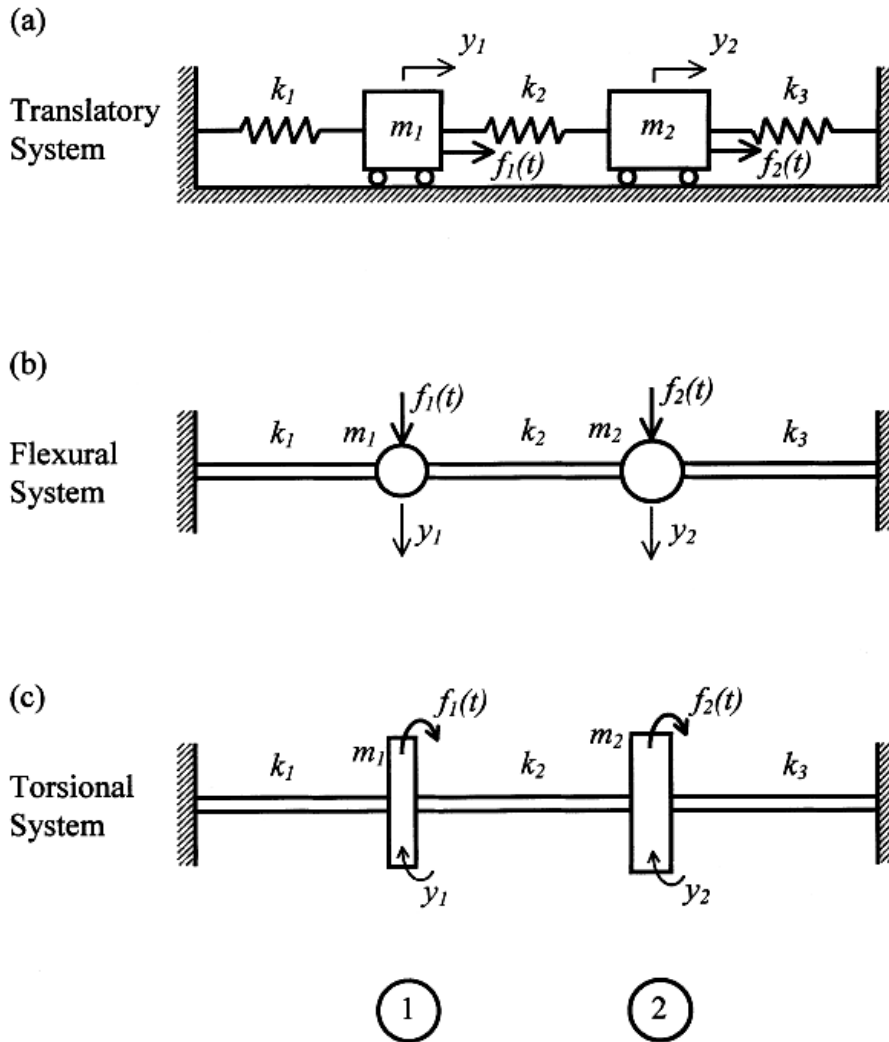 (a)
y₁ y₂
k₁ k₂ k₃
Translatory
System
m₁ m₂
f₁(t) f₂(t)
(b)
f₁(t) f₂(t)
k₁ m₁ k₂ m₂ k₃
Flexural
System
y₁ y₂
(c)
f₁(t) f₂(t)
m₁ m₂
k₁ k₂ k₃
Torsional
System
y₁ y₂
1 2